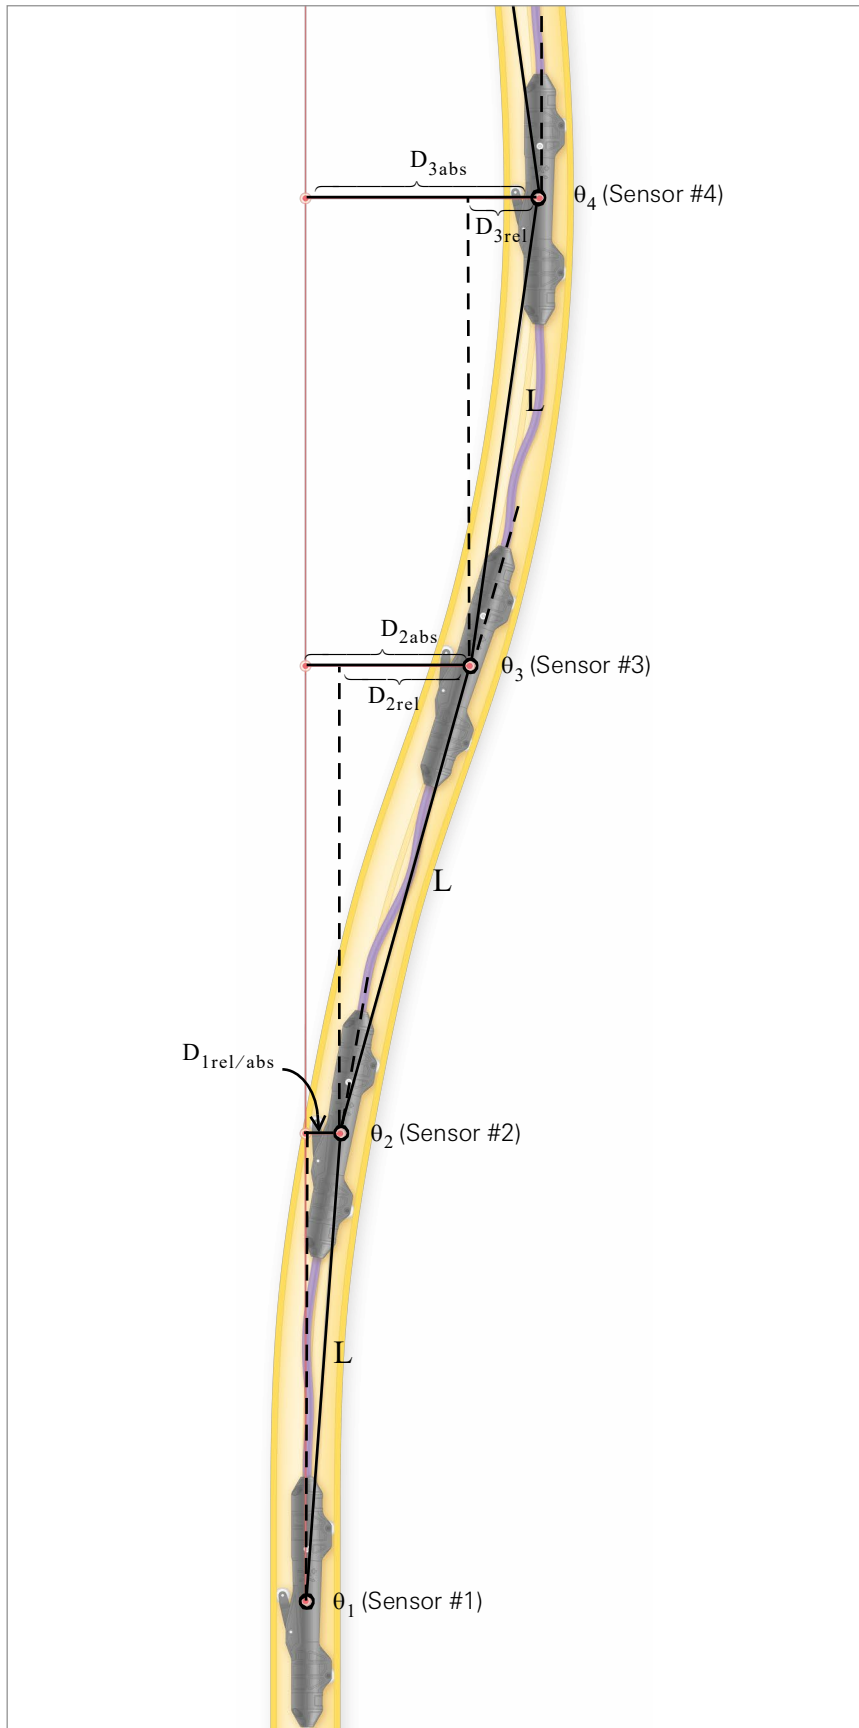 D3abs
θ4 (Sensor #4)
D3rel
L
D2abs
θ3 (Sensor #3)
D2rel
L
D1rel/abs
θ2 (Sensor #2)
L
θ1 (Sensor #1)